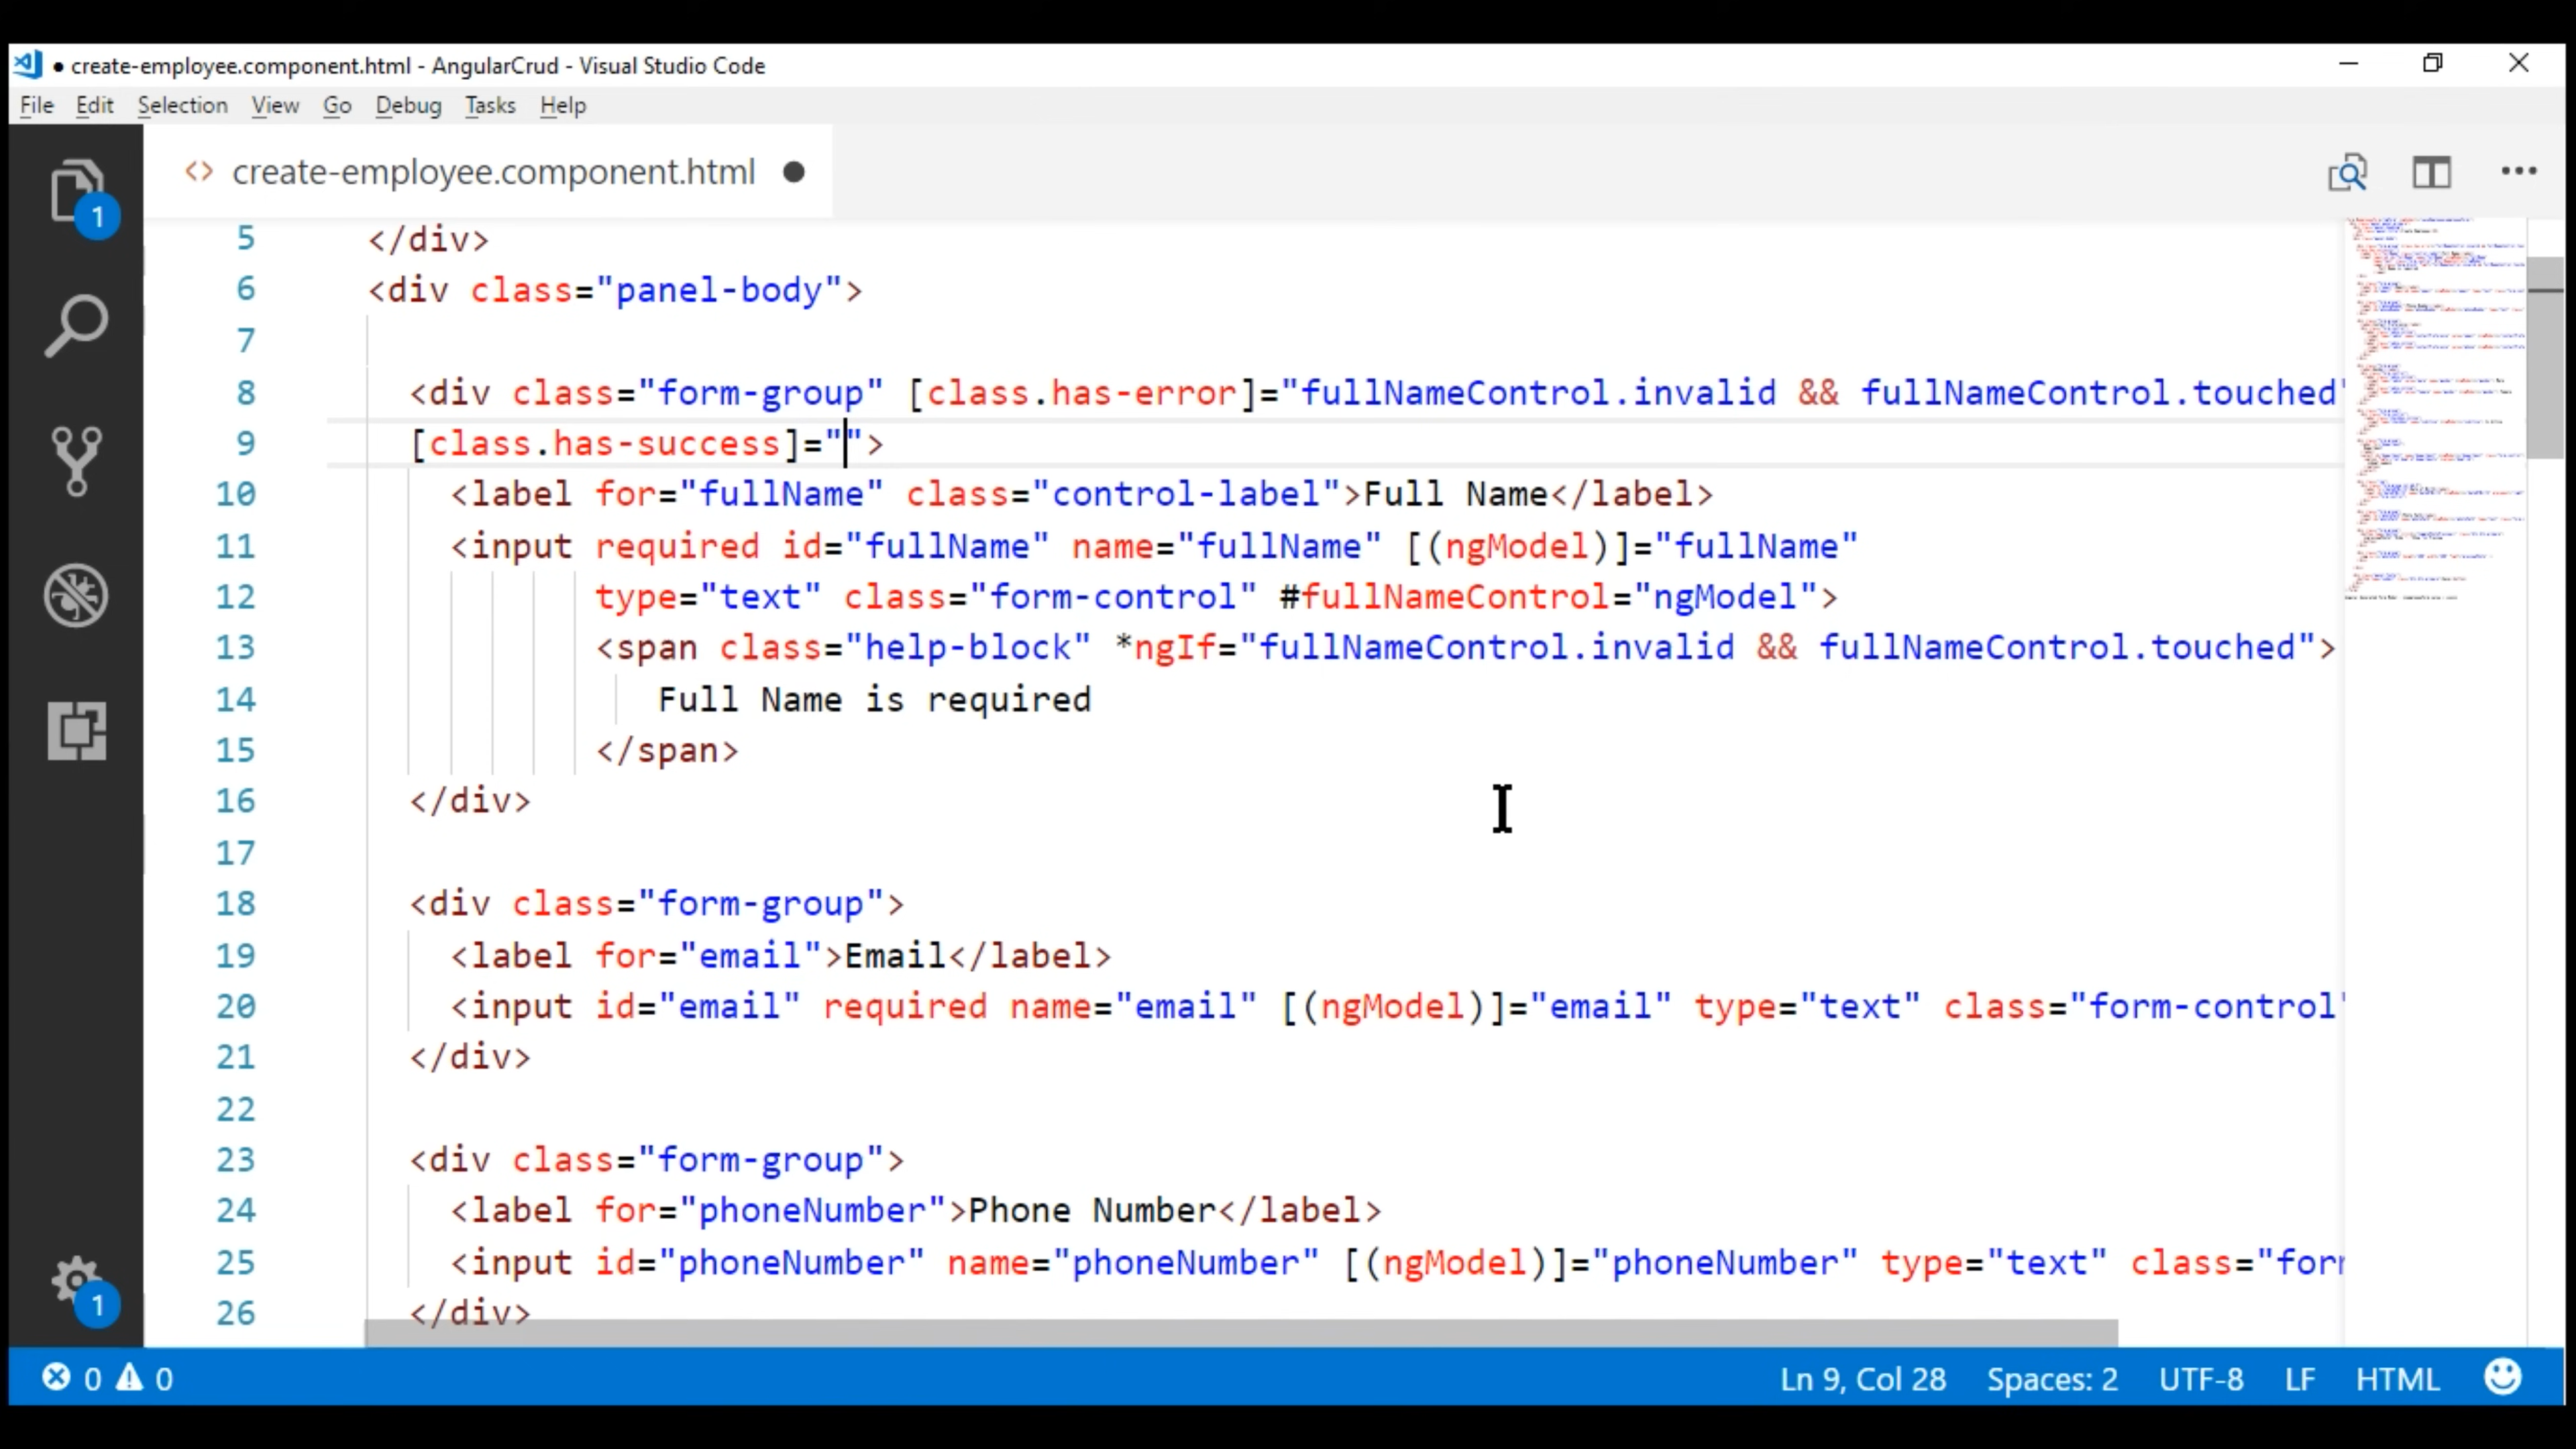 ● create-employee.component.html - AngularCrud - Visual Studio Code
File Edit Selection View Go Debug Tasks Help
<> create-employee.component.html ●
1
5 </div>
6 <div class="panel-body">
7
8 <div class="form-group" [class.has-error]="fullNameControl.invalid && fullNameControl.touched"
9 [class.has-success]="">
10 <label for="fullName" class="control-label">Full Name</label>
11 <input required id="fullName" name="fullName" [(ngModel)]="fullName"
12 type="text" class="form-control" #fullNameControl="ngModel">
13 <span class="help-block" *ngIf="fullNameControl.invalid && fullNameControl.touched">
14 Full Name is required
15 </span>
16 </div>
17
18 <div class="form-group">
19 <label for="email">Email</label>
20 <input id="email" required name="email" [(ngModel)]="email" type="text" class="form-control"
21 </div>
22
23 <div class="form-group">
24 <label for="phoneNumber">Phone Number</label>
25 <input id="phoneNumber" name="phoneNumber" [(ngModel)]="phoneNumber" type="text" class="for
26 </div>
1
0 0 Ln 9, Col 28 Spaces: 2 UTF-8 LF HTML